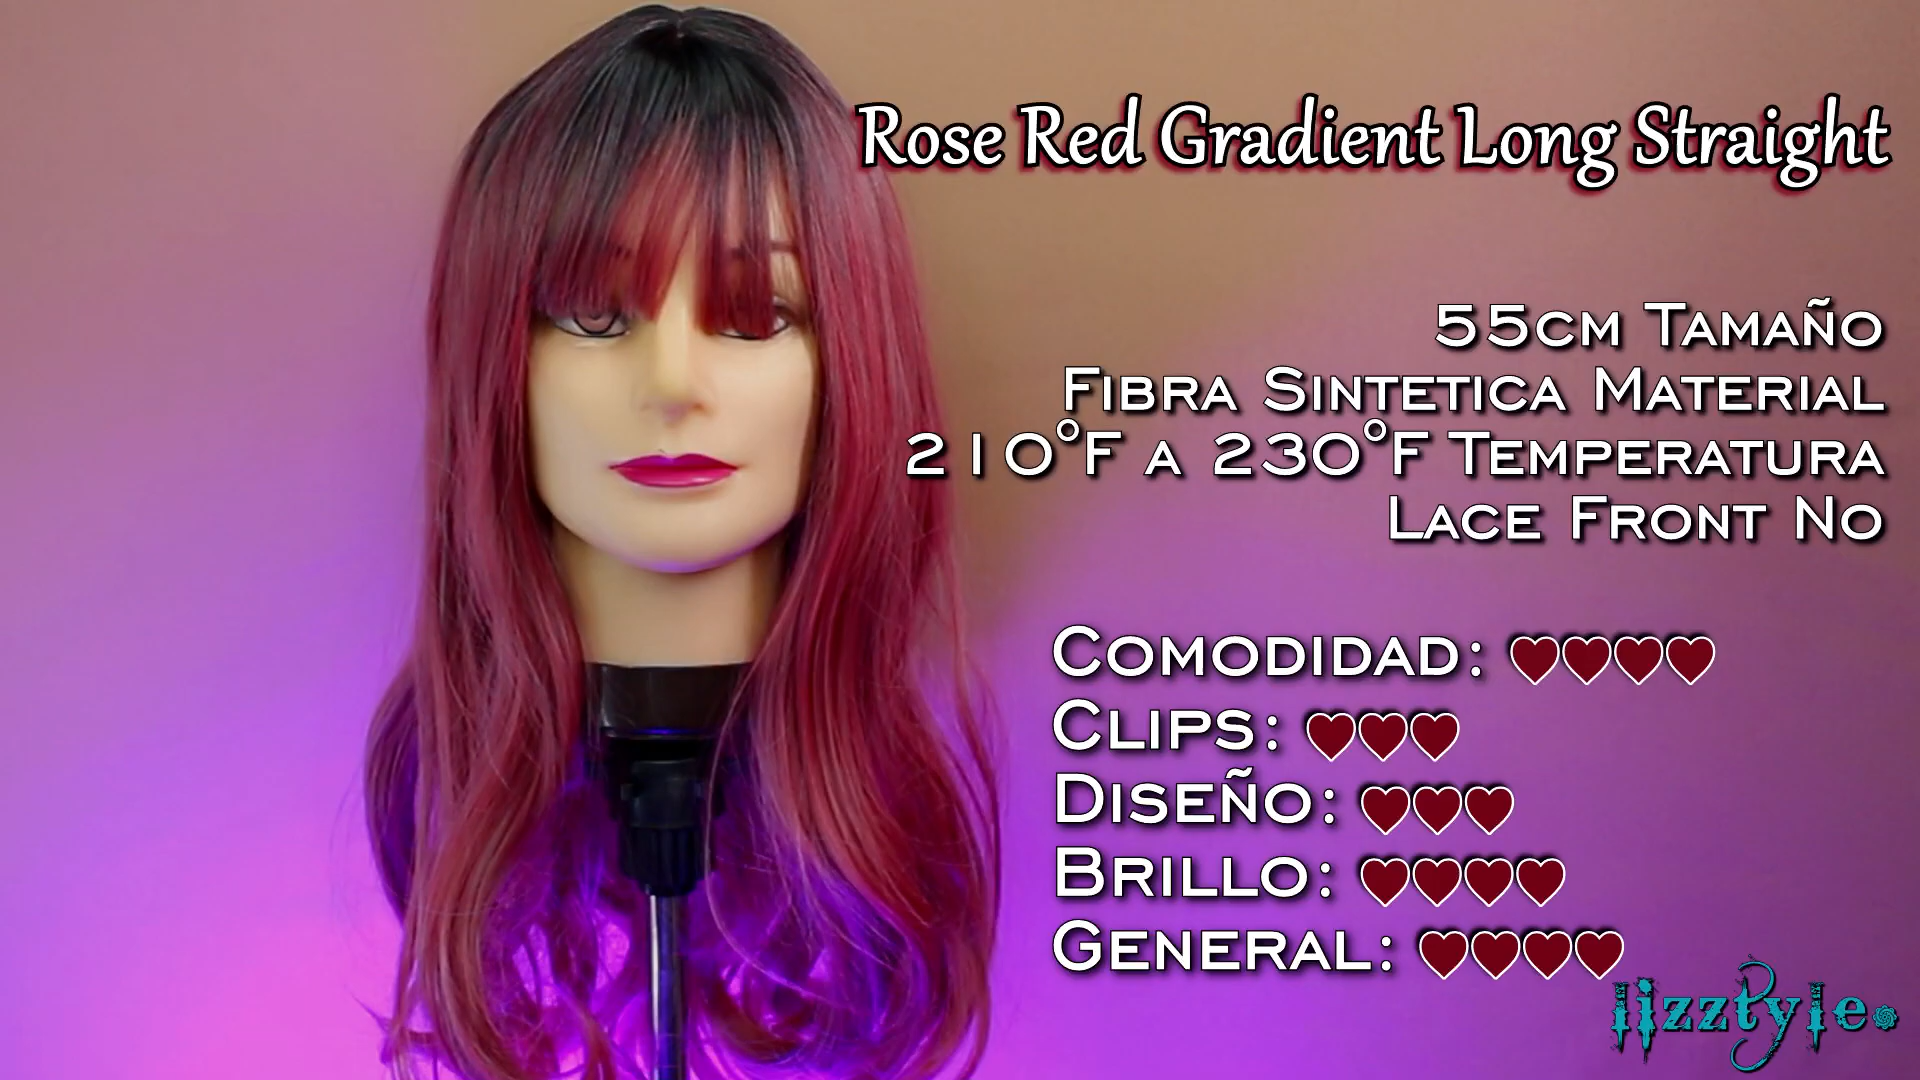 Rose Red Gradient Long Straight
55cm Tamaño
Fibra Sintetica Material
210°F a 230°F Temperatura
Lace Front No
Comodidad:
Clips:
Diseño:
Brillo:
General:
lizztyle